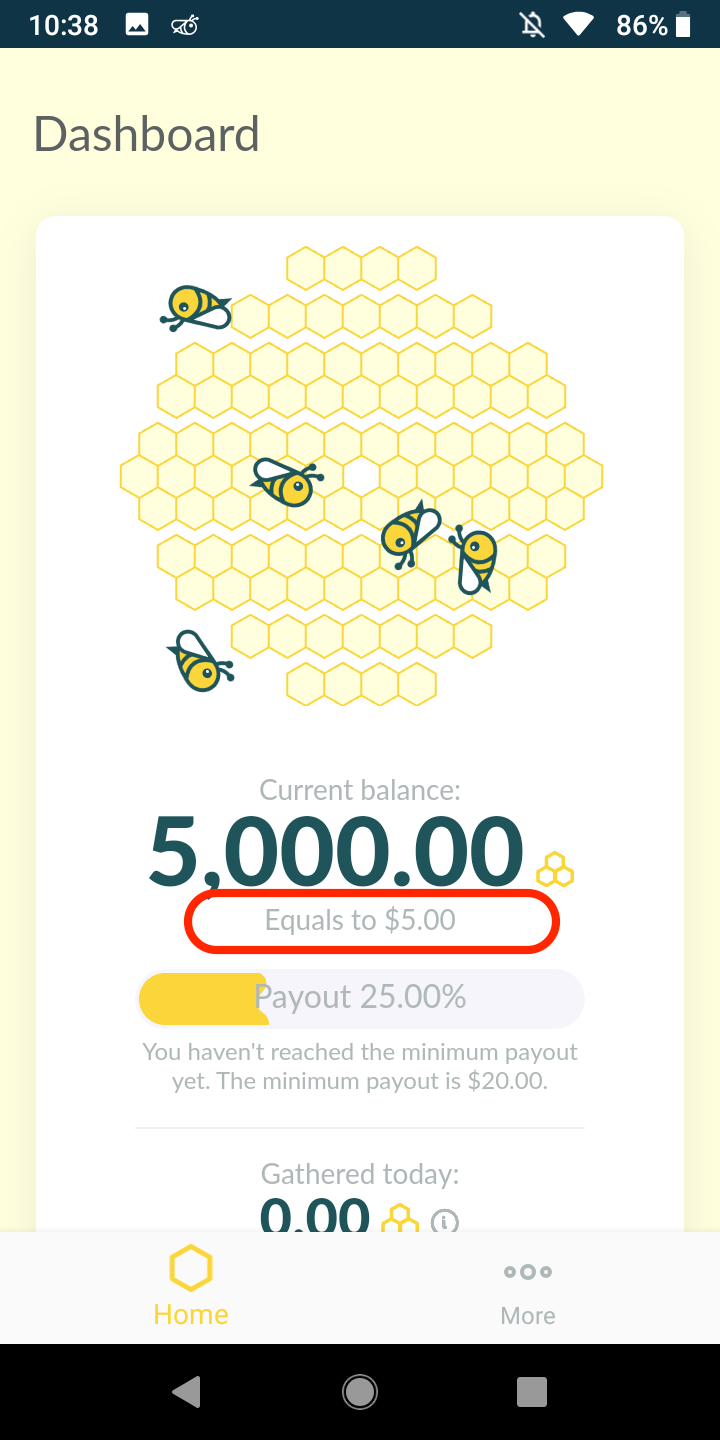 10:38 86%
Dashboard
Current balance:
5,000.00
Equals to $5.00
Payout 25.00%
You haven't reached the minimum payout
yet. The minimum payout is $20.00.
Gathered today:
0.00
Home More